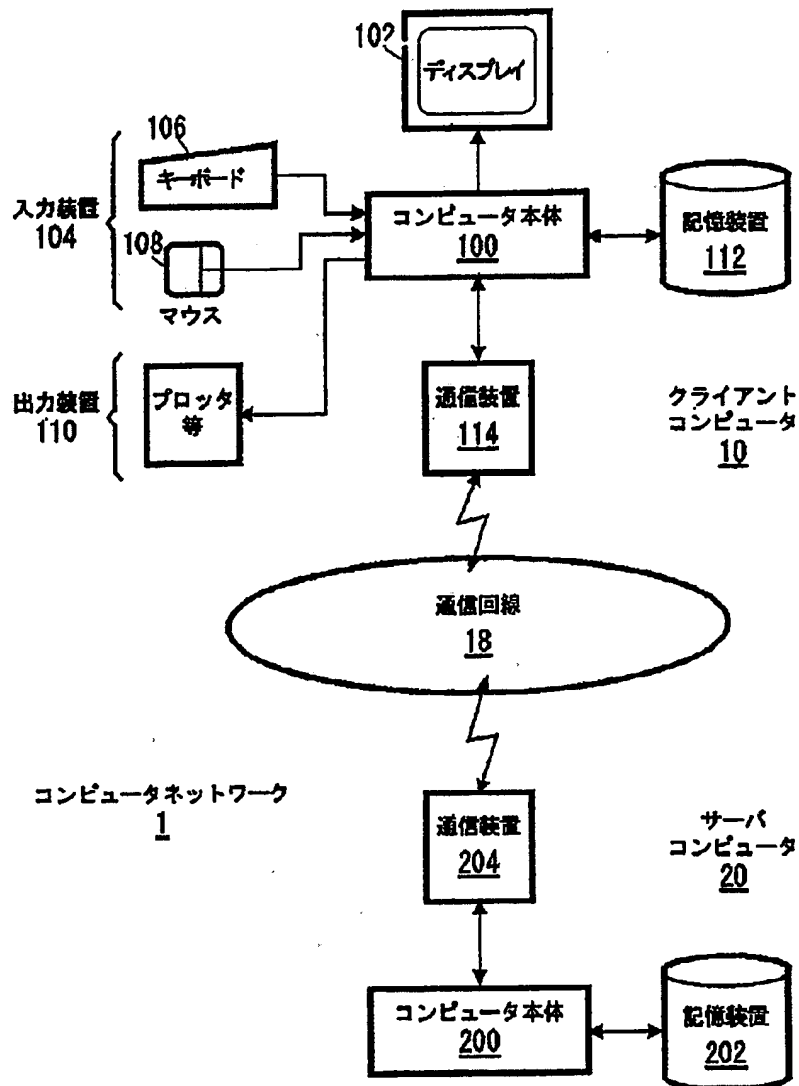 102
ディスプレイ
106
キーボード
入力装置
104
108
マウス
コンピュータ本体
100
記憶装置
112
出力装置
110
プロッタ
等
通信装置
114
クライアント
コンピュータ
10
通信回線
18
コンピュータネットワーク
1
通信装置
204
サーバ
コンピュータ
20
コンピュータ本体
200
記憶装置
202